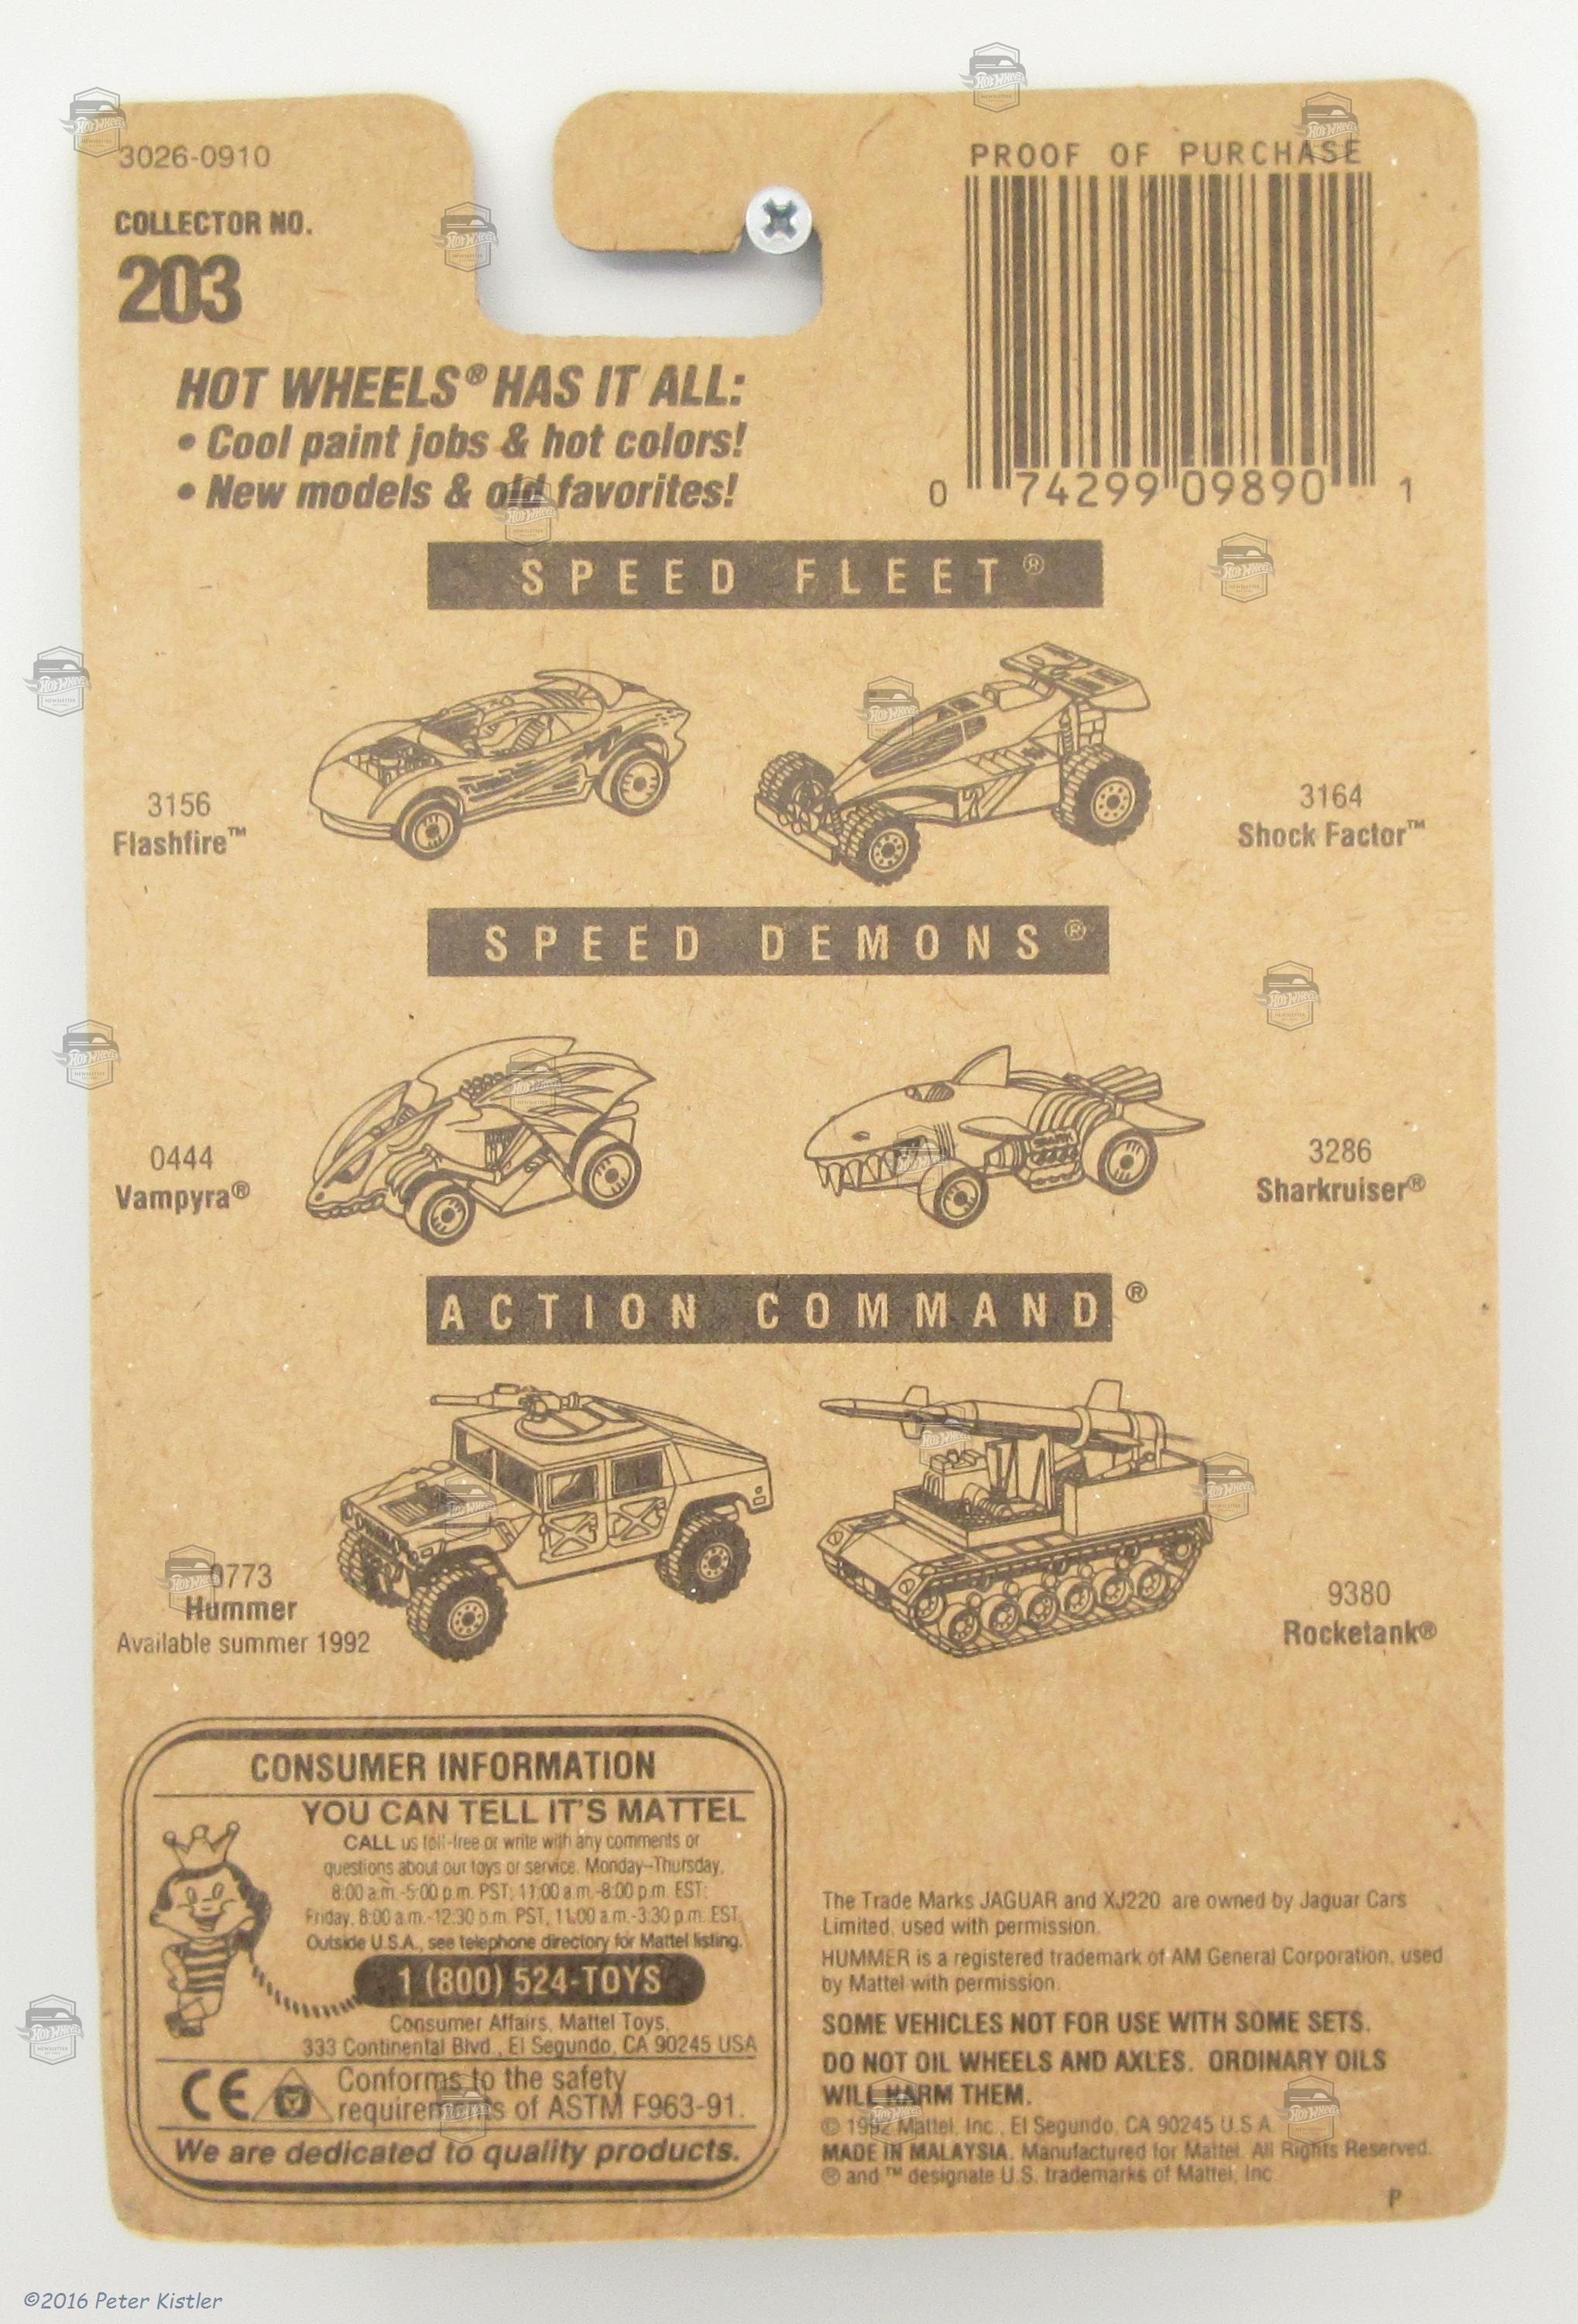 3026-0910
COLLECTOR NO.
203
PROOF OF PURCHASE
0 74299 09890 1
HOT WHEELS® HAS IT ALL:
• Cool paint jobs & hot colors!
• New models & old favorites!
SPEED FLEET®
3156
Flashfire™
3164
Shock Factor™
SPEED DEMONS®
0444
Vampyra®
3286
Sharkruiser®
ACTION COMMAND®
0773
Hummer
Available summer 1992
9380
Rocketank®
CONSUMER INFORMATION
YOU CAN TELL IT'S MATTEL
CALL us toll-free or write with any comments or
questions about our toys or service. Monday–Thursday,
8:00 a.m.-5:00 p.m. PST; 11:00 a.m.-8:00 p.m. EST;
Friday, 8:00 a.m.-12:30 p.m. PST, 11:00 a.m.-3:30 p.m. EST.
Outside U.S.A., see telephone directory for Mattel listing.
1 (800) 524-TOYS
Consumer Affairs, Mattel Toys,
333 Continental Blvd., El Segundo, CA 90245 USA
CE
Conforms to the safety
requirements of ASTM F963-91.
We are dedicated to quality products.
The Trade Marks JAGUAR and XJ220 are owned by Jaguar Cars
Limited, used with permission.
HUMMER is a registered trademark of AM General Corporation, used
by Mattel with permission.
SOME VEHICLES NOT FOR USE WITH SOME SETS.
DO NOT OIL WHEELS AND AXLES. ORDINARY OILS
WILL HARM THEM.
© 1992 Mattel, Inc., El Segundo, CA 90245 U.S.A.
MADE IN MALAYSIA. Manufactured for Mattel. All Rights Reserved.
® and ™ designate U.S. trademarks of Mattel, Inc.
P
©2016 Peter Kistler